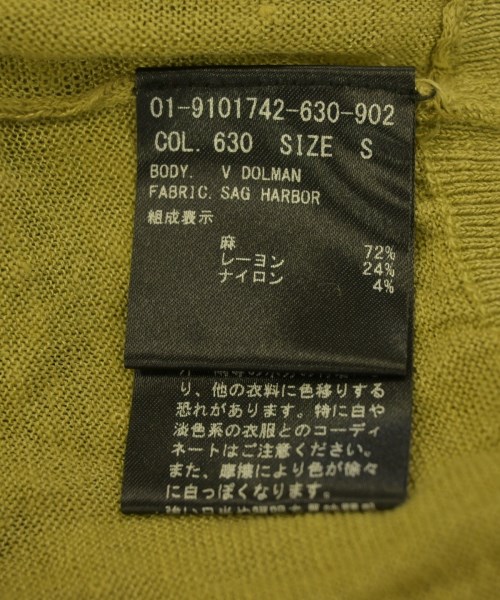 01-9101742-630-902
COL. 630 SIZE S
BODY. V DOLMAN
FABRIC. SAG HARBOR
組成表示
麻 72%
レーヨン 24%
ナイロン 4%
り、他の衣料に色移りする
恐れがあります。特に白や
淡色系の衣服とのコーディ
ネートはご注意ください。
また、摩擦により色が徐々
に白っぽくなります。